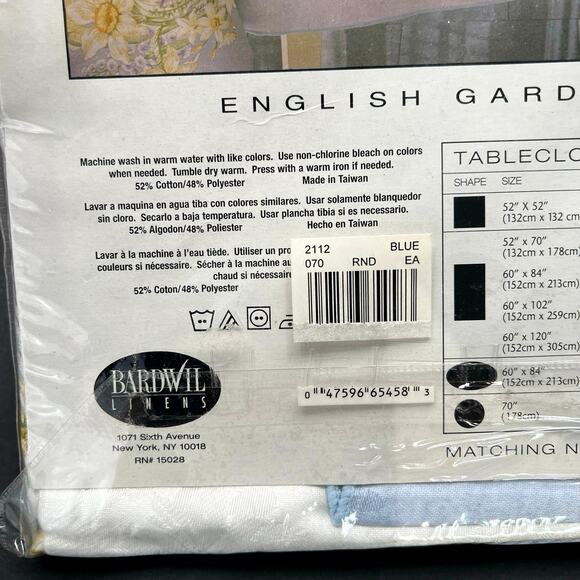 ENGLISH GARD
Machine wash in warm water with like colors. Use non-chlorine bleach on colors
when needed. Tumble dry warm. Press with a warm iron if needed.
52% Cotton/48% Polyester Made in Taiwan
Lavar a maquina en agua tiba con colores similares. Usar solamente blanquedor
sin cloro. Secarlo a baja temperatura. Usar plancha tibia si es necessario.
52% Algodon/48% Poliester Hecho en Taiwan
Lavar à la machine à l'eau tiède. Utiliser un pro
couleurs si nécessaire. Sécher à la machine au
chaud si nécessaire
52% Coton/48% Polyester
2112 BLUE
070 RND EA
BARDWIL
LINENS
1071 Sixth Avenue
New York, NY 10018
RN# 15028
0 47596 65458 3
TABLECLO
SHAPE SIZE
52" X 52"
(132cm x 132 cm
52" x 70"
(132cm x 178cm)
60" x 84"
(152cm x 213cm)
60" x 102"
(152cm x 259cm)
60" x 120"
(152cm x 305cm)
60" x 84"
(152cm x 213cm)
70"
(178cm)
MATCHING N